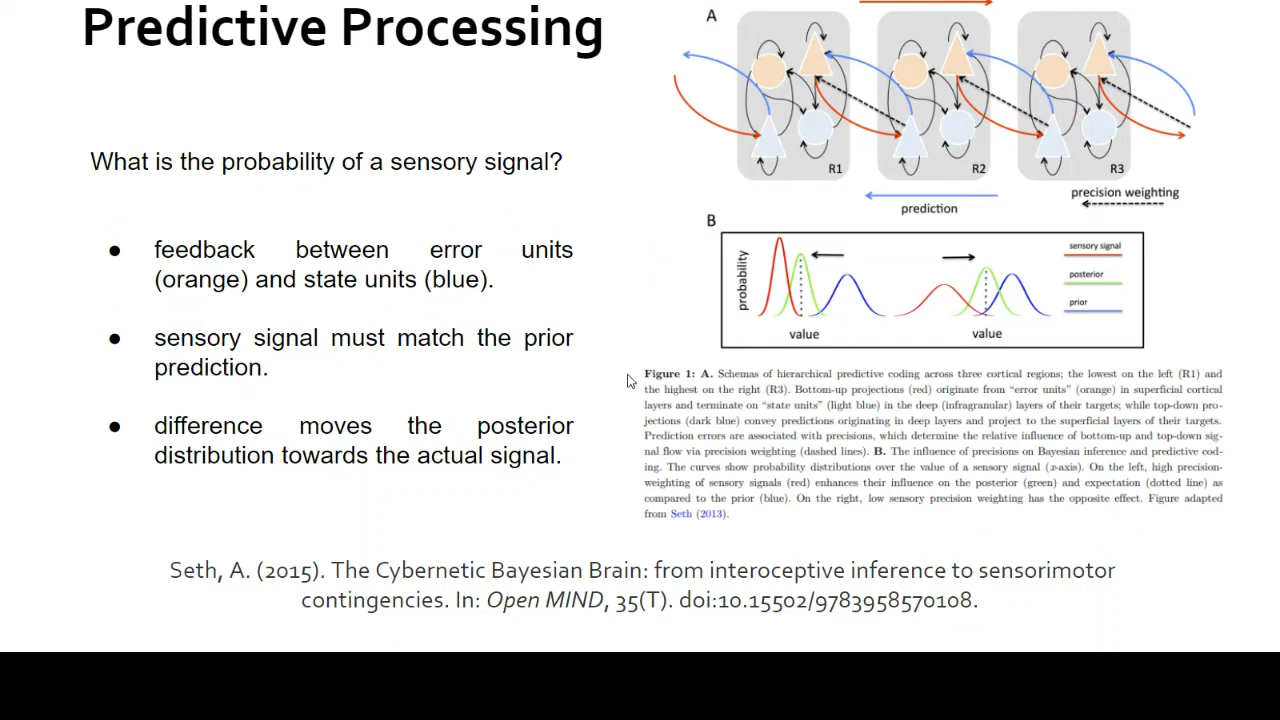 Predictive Processing
What is the probability of a sensory signal?
● feedback between error units
(orange) and state units (blue).
● sensory signal must match the prior
prediction.
● difference moves the posterior
distribution towards the actual signal.
A
R1
R2
R3
prediction
precision weighting
B
probability
value
value
sensory signal
posterior
prior
Figure 1: A. Schemas of hierarchical predictive coding across three cortical regions; the lowest on the left (R1) and
the highest on the right (R3). Bottom-up projections (red) originate from “error units” (orange) in superficial cortical
layers and terminate on “state units” (light blue) in the deep (infragranular) layers of their targets; while top-down pro-
jections (dark blue) convey predictions originating in deep layers and project to the superficial layers of their targets.
Prediction errors are associated with precisions, which determine the relative influence of bottom-up and top-down sig-
nal flow via precision weighting (dashed lines). B. The influence of precisions on Bayesian inference and predictive cod-
ing. The curves show probability distributions over the value of a sensory signal (x-axis). On the left, high precision-
weighting of sensory signals (red) enhances their influence on the posterior (green) and expectation (dotted line) as
compared to the prior (blue). On the right, low sensory precision weighting has the opposite effect. Figure adapted
from Seth (2013).
Seth, A. (2015). The Cybernetic Bayesian Brain: from interoceptive inference to sensorimotor
contingencies. In: Open MIND, 35(T). doi:10.15502/9783958570108.